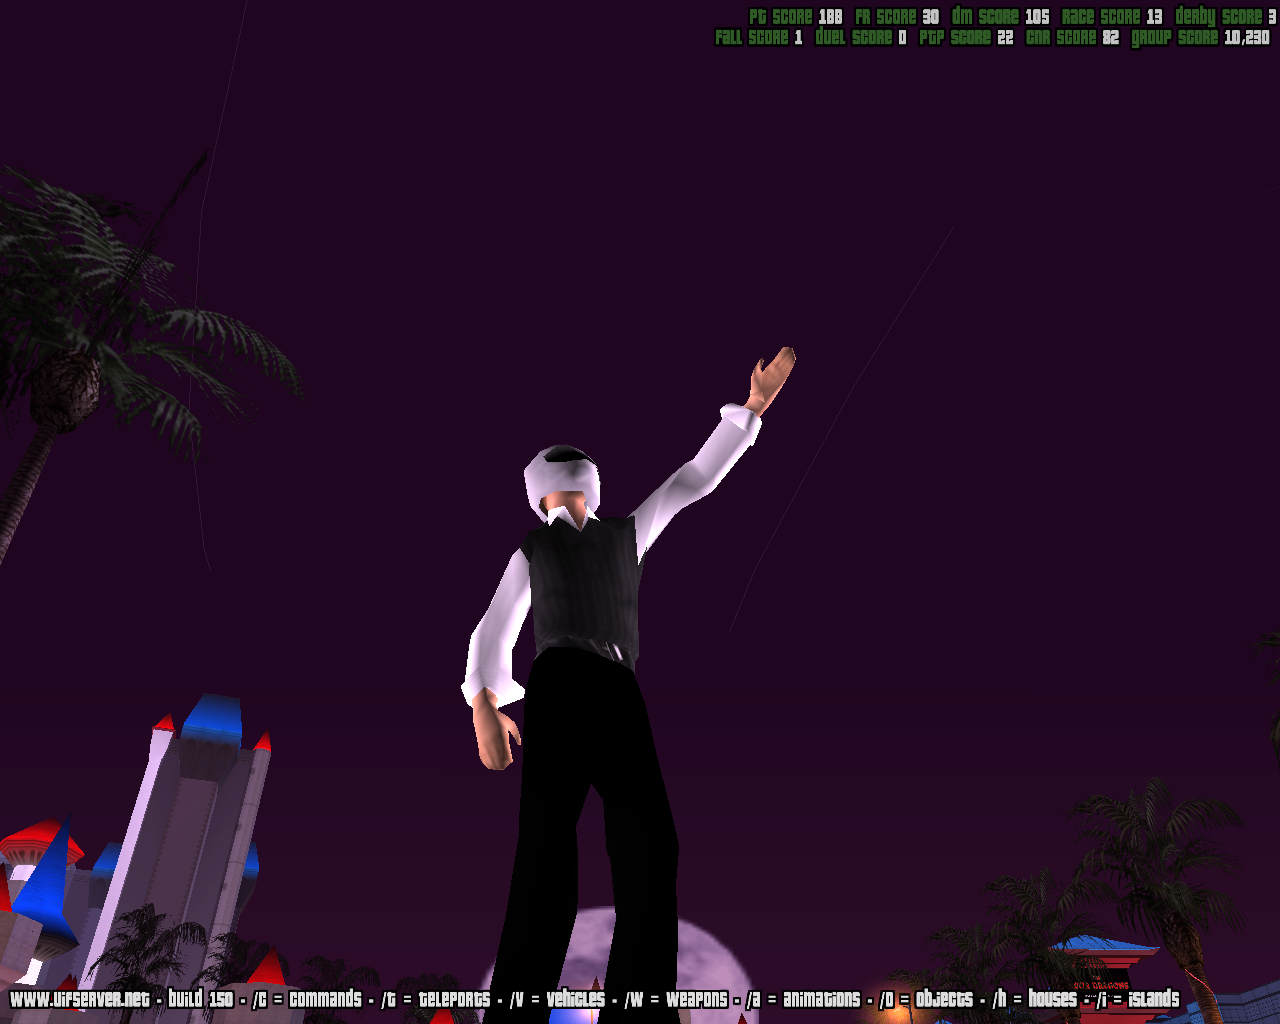 PT SCORE 188 FR SCORE 30 DM SCORE 105 RACE SCORE 13 DERBY SCORE 3
FALL SCORE 1 DUEL SCORE 0 PTP SCORE 22 CNR SCORE 82 GROUP SCORE 10,230
DRAGONS
WWW.UIFSERVER.NET - BUILD 150 - /C = COMMANDS - /T = TELEPORTS - /V = VEHICLES - /W = WEAPONS - /A = ANIMATIONS - /O = OBJECTS - /H = HOUSES - /I = ISLANDS